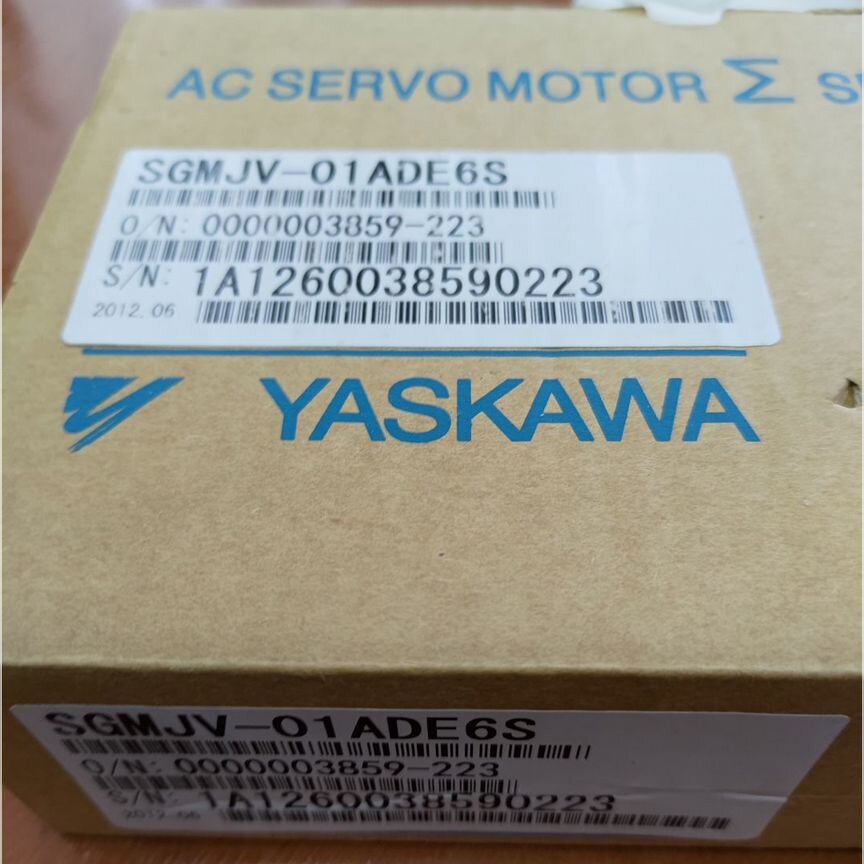 AC SERVO MOTOR Σ S
SGMJV-01ADE6S
O/N: 0000003859-223
S/N: 1A1260038590223
2012.06
YASKAWA
SGMJV-01ADE6S
O/N: 0000003859-223
S/N: 1A1260038590223
2012.06